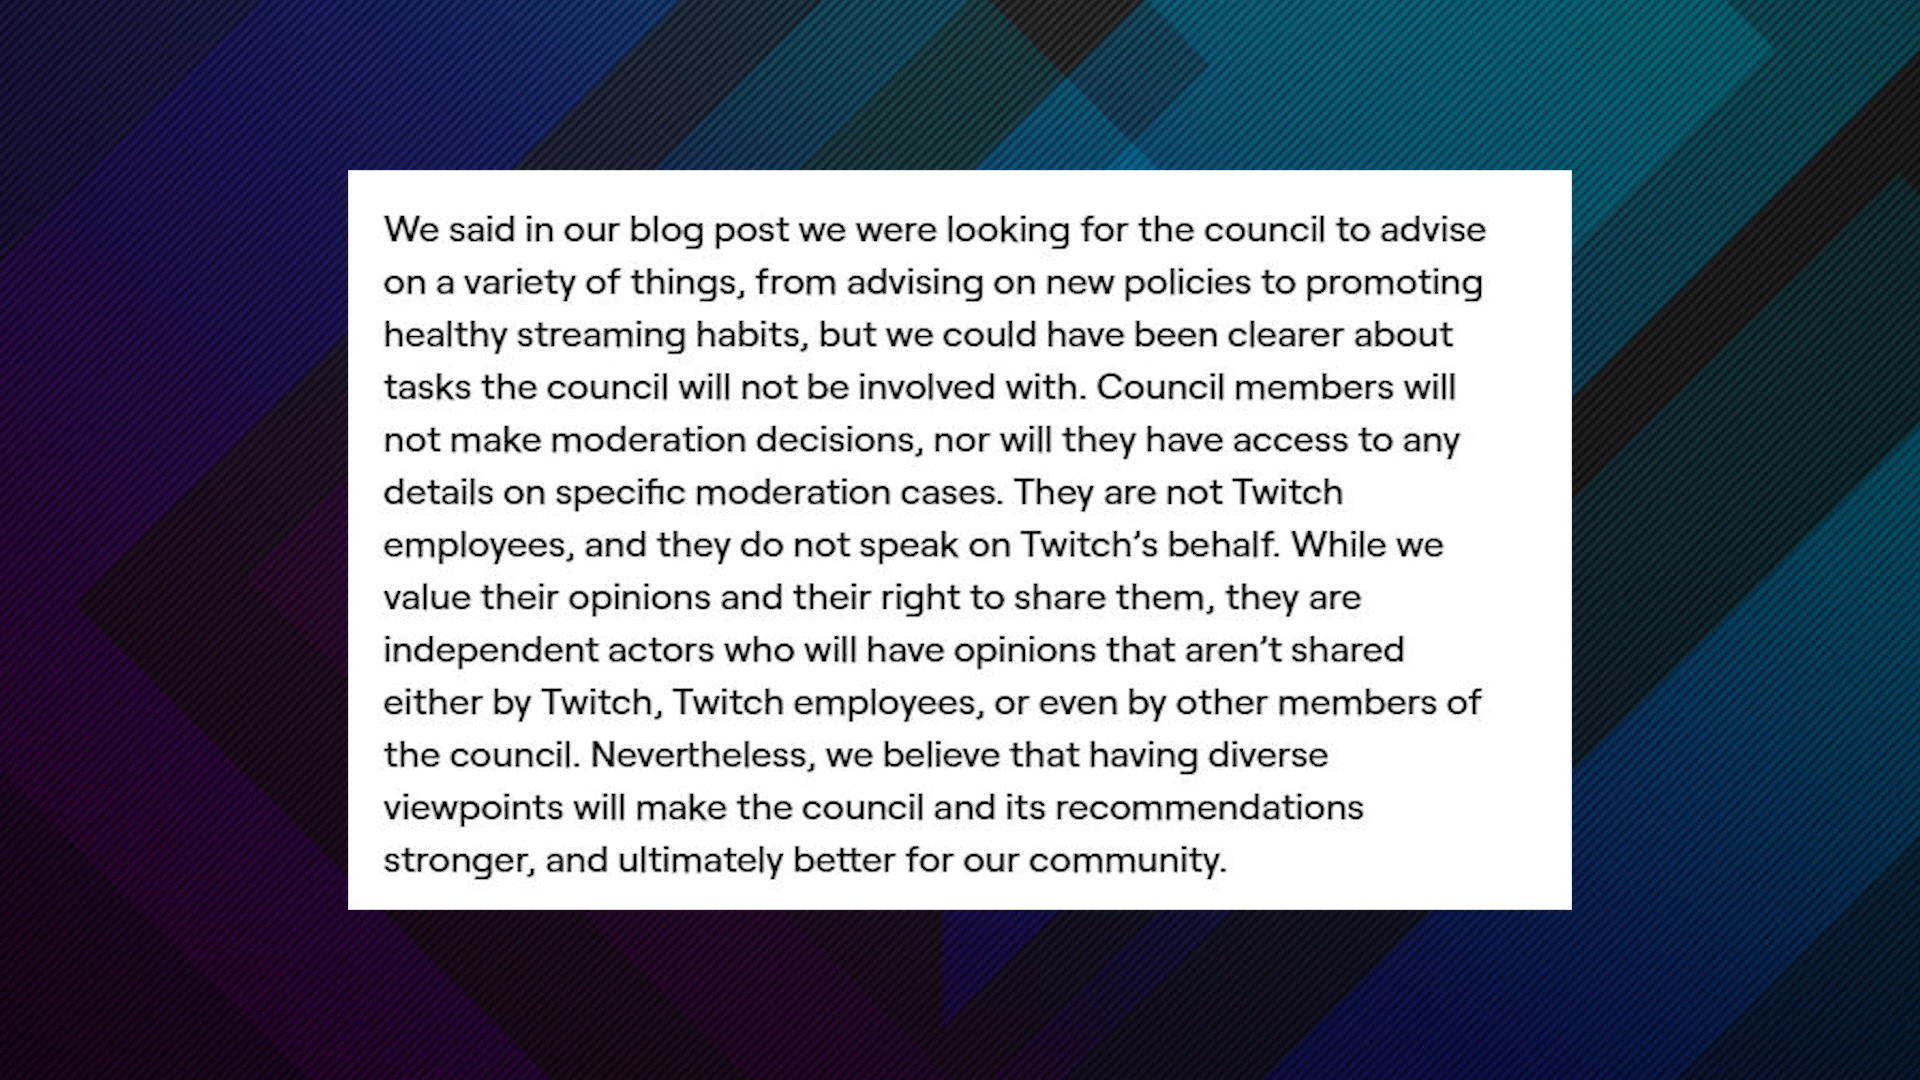 We said in our blog post we were looking for the council to advise
on a variety of things, from advising on new policies to promoting
healthy streaming habits, but we could have been clearer about
tasks the council will not be involved with. Council members will
not make moderation decisions, nor will they have access to any
details on specific moderation cases. They are not Twitch
employees, and they do not speak on Twitch’s behalf. While we
value their opinions and their right to share them, they are
independent actors who will have opinions that aren’t shared
either by Twitch, Twitch employees, or even by other members of
the council. Nevertheless, we believe that having diverse
viewpoints will make the council and its recommendations
stronger, and ultimately better for our community.